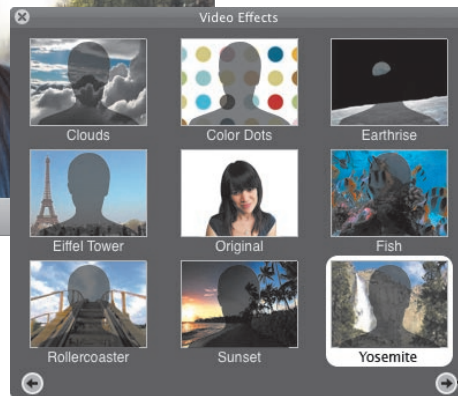 Video Effects
Clouds Color Dots Earthrise
Eiffel Tower Original Fish
Rollercoaster Sunset Yosemite